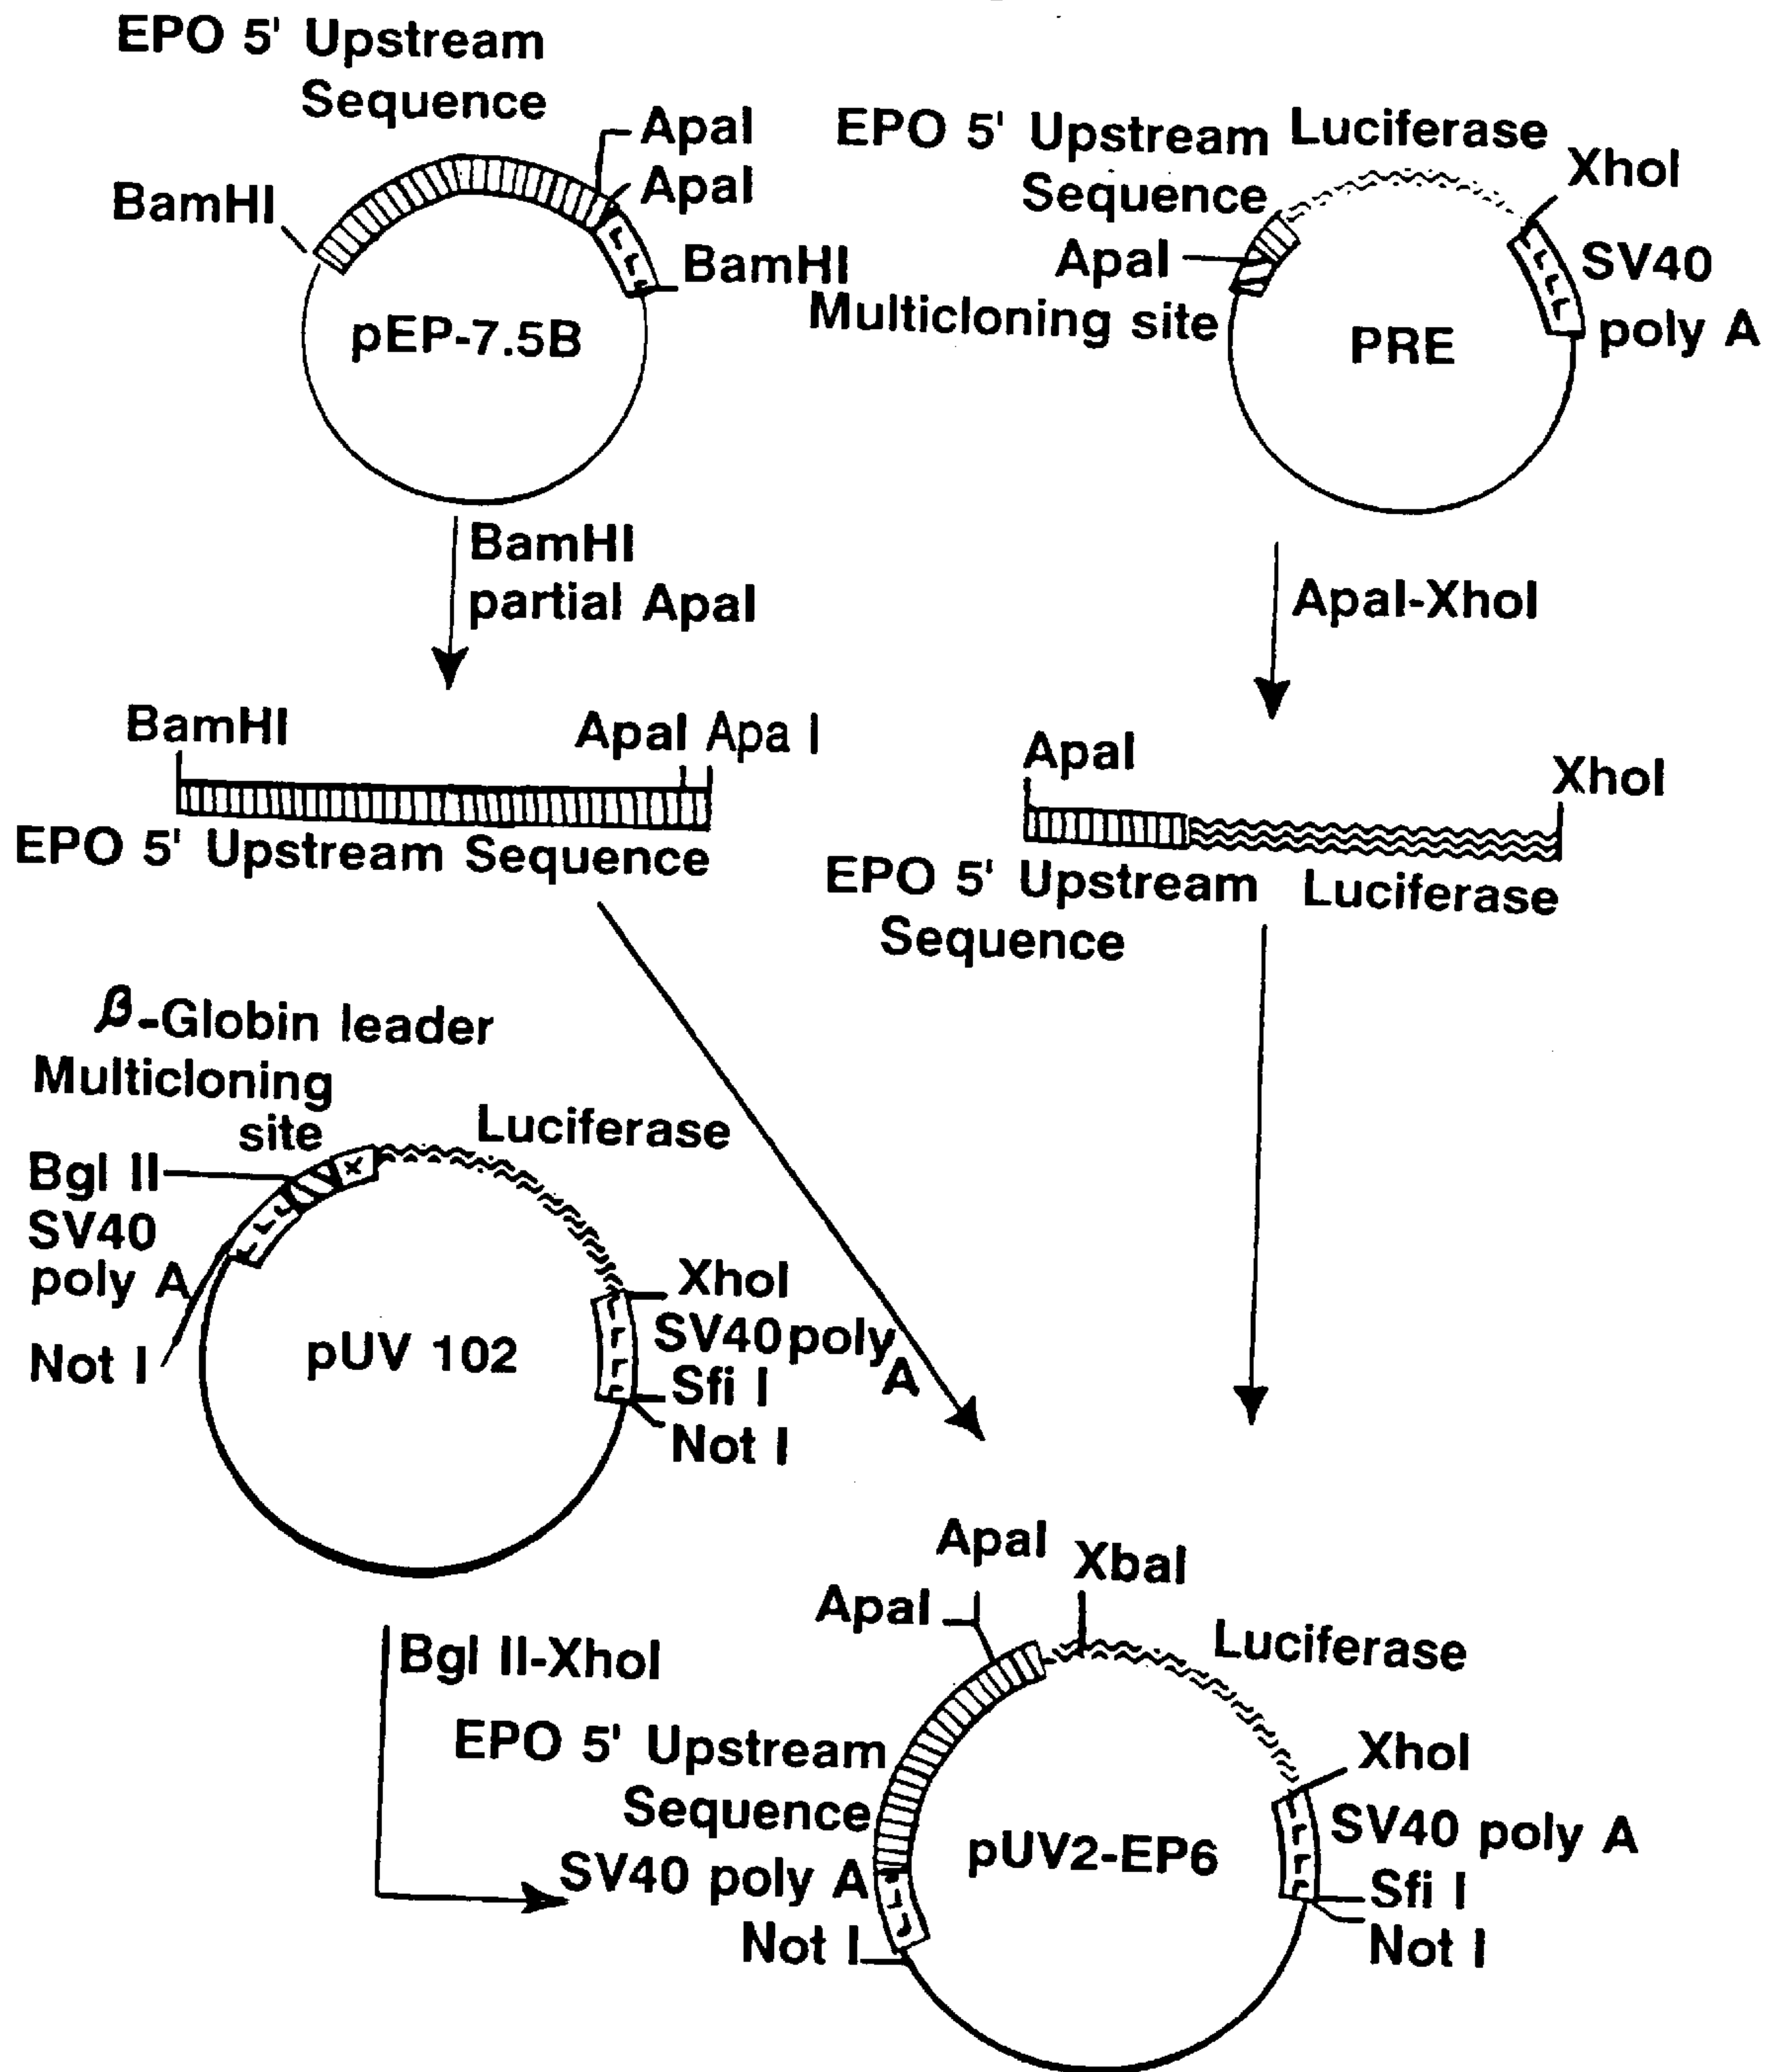 EPO 5' Upstream
Sequence
ApaI
ApaI
BamHI
BamHI
pEP-7.5B
EPO 5' Upstream
Sequence
Luciferase
XhoI
ApaI
Multicloning site
SV40
poly A
PRE
BamHI
partial ApaI
ApaI-XhoI
BamHI
ApaI
Apa I
EPO 5' Upstream Sequence
ApaI
XhoI
EPO 5' Upstream
Sequence
Luciferase
β-Globin leader
Multicloning
site
Luciferase
Bgl II
SV40
poly A
Not I
pUV 102
XhoI
SV40 poly
A
Sfi I
Not I
Bgl II-XhoI
ApaI
XbaI
ApaI
Luciferase
EPO 5' Upstream
Sequence
SV40 poly A
Not I
pUV2-EP6
XhoI
SV40 poly A
Sfi I
Not I